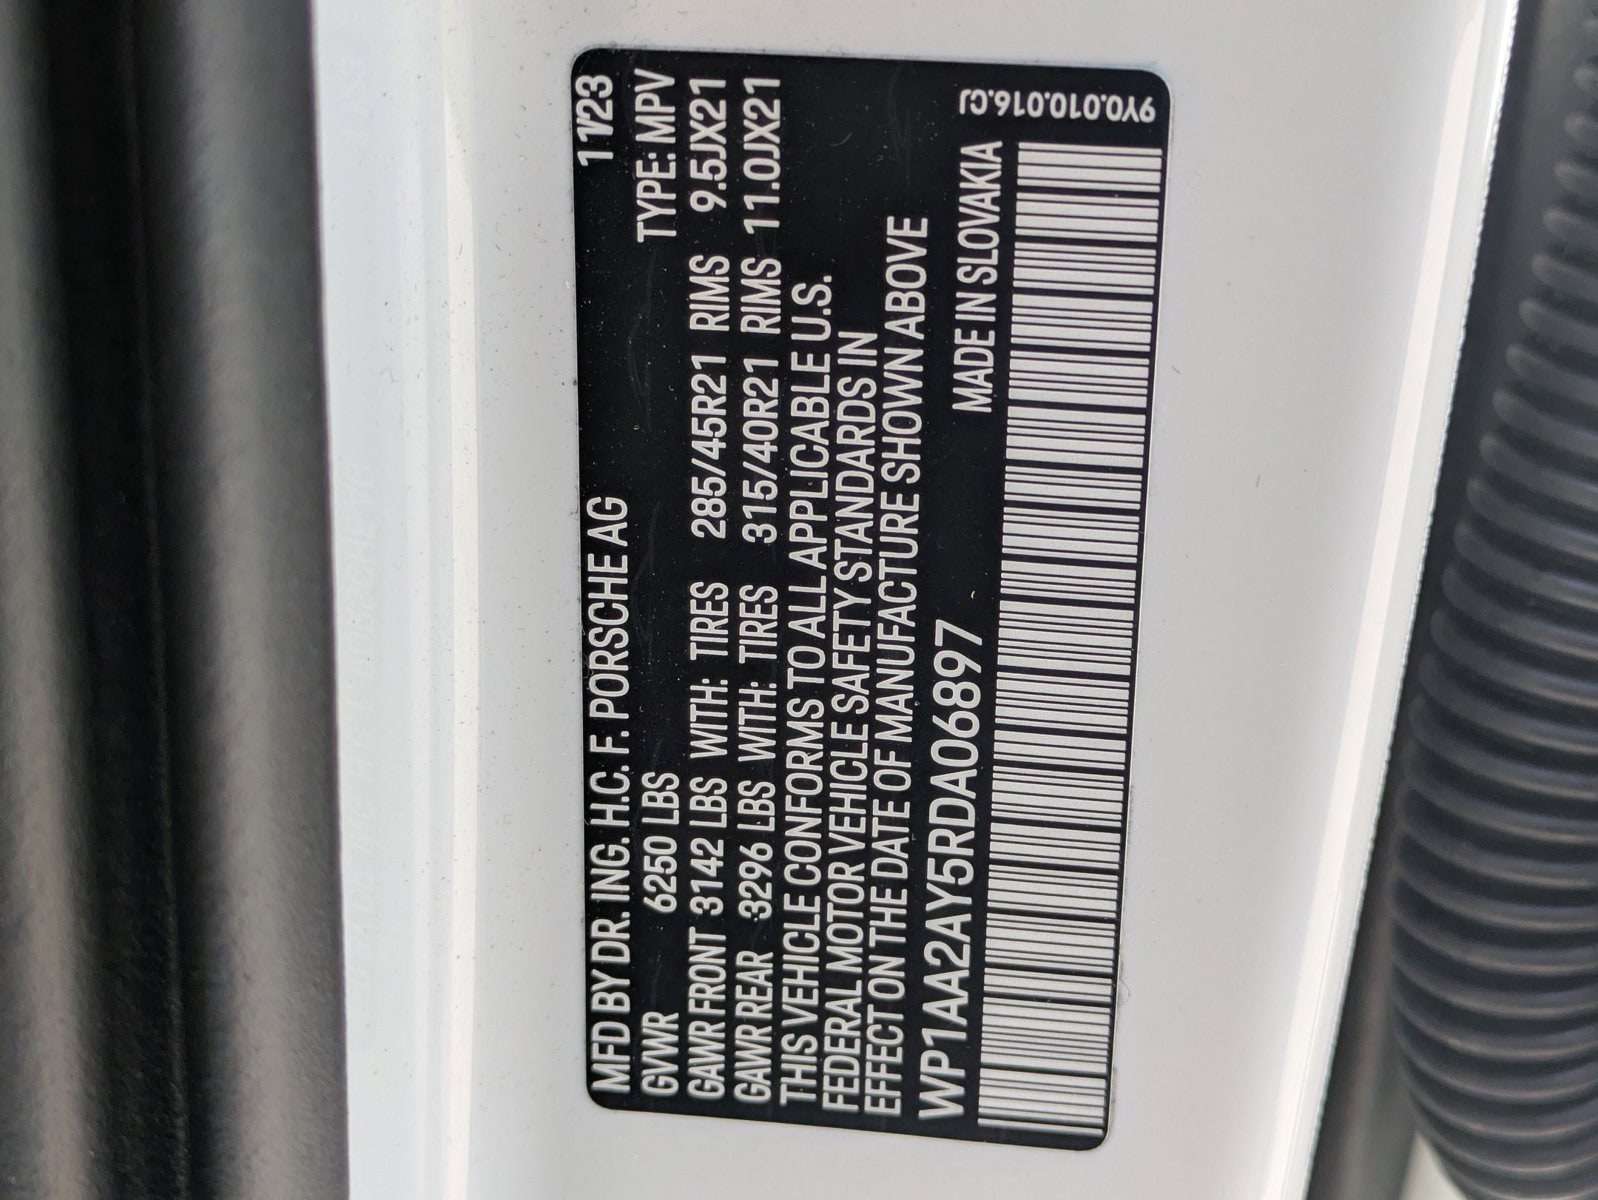 MFD BY DR. ING. H.C. F. PORSCHE AG 11/23
GVWR 6250 LBS TYPE: MPV
GAWR FRONT 3142 LBS WITH: TIRES 285/45R21 RIMS 9.5JX21
GAWR REAR 3296 LBS WITH: TIRES 315/40R21 RIMS 11.0JX21
THIS VEHICLE CONFORMS TO ALL APPLICABLE U.S.
FEDERAL MOTOR VEHICLE SAFETY STANDARDS IN
EFFECT ON THE DATE OF MANUFACTURE SHOWN ABOVE
WP1AA2AY5RDA06897 MADE IN SLOVAKIA
9Y0.010.016.CJ